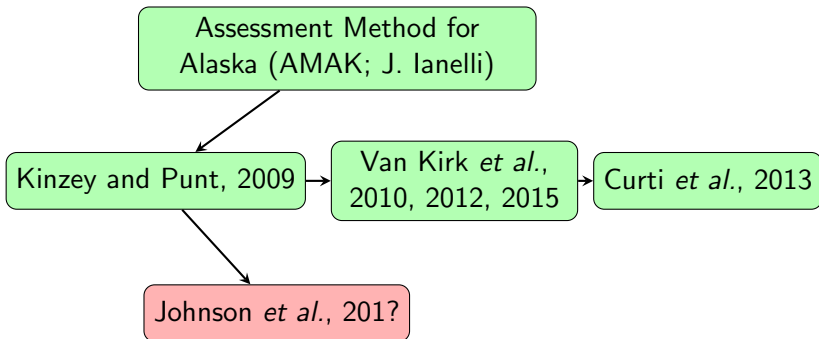 Assessment Method for
Alaska (AMAK; J. Ianelli)
Kinzey and Punt, 2009
Van Kirk et al.,
2010, 2012, 2015
Curti et al., 2013
Johnson et al., 201?